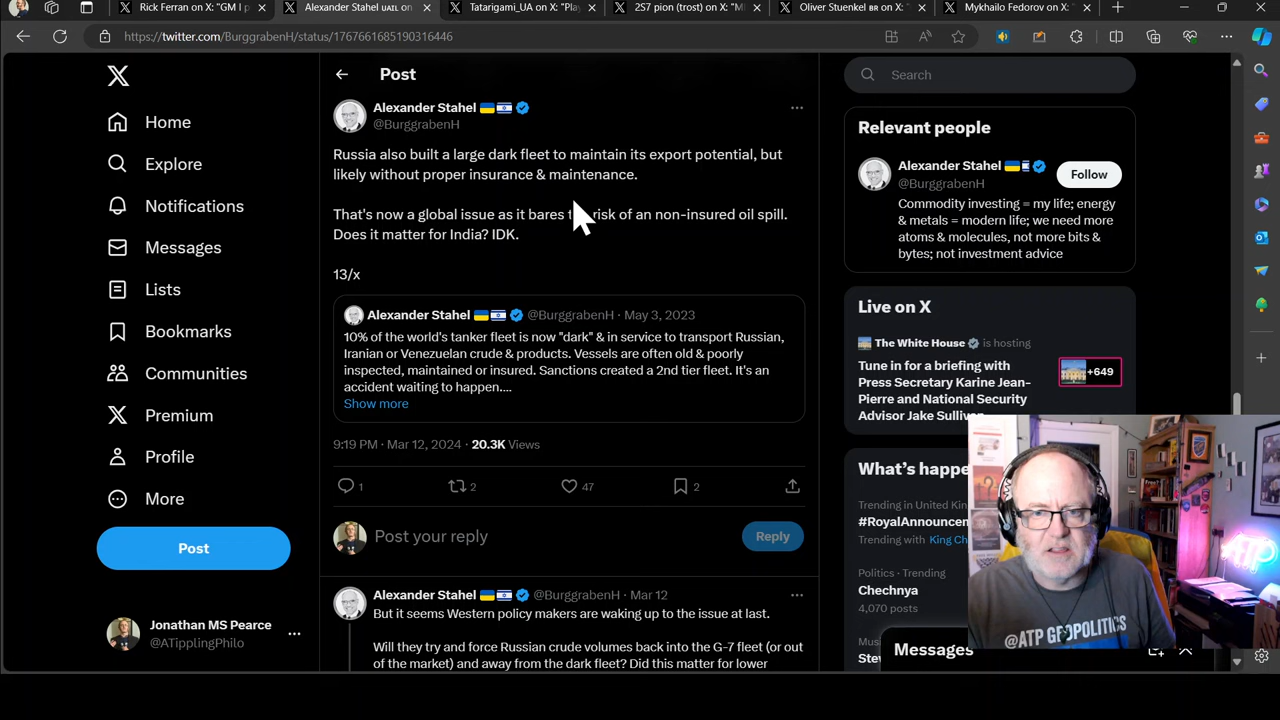 Rick Ferran on X: "GM I p
Alexander Stahel 🇺🇦🇮🇱 on
Tatarigami_UA on X: "Play
2S7 pion (trost) on X: "M
Oliver Stuenkel 🇧🇷 on X: "
Mykhailo Fedorov on X: "
https://twitter.com/BurggrabenH/status/1767661685190316446
Home
Explore
Notifications
Messages
Lists
Bookmarks
Communities
Premium
Profile
More
Post
Jonathan MS Pearce
@ATipplingPhilo
Post
Alexander Stahel 🇺🇦🇮🇱
@BurggrabenH
Russia also built a large dark fleet to maintain its export potential, but
likely without proper insurance & maintenance.
That's now a global issue as it bares risk of an non-insured oil spill.
Does it matter for India? IDK.
13/x
Alexander Stahel 🇺🇦🇮🇱 @BurggrabenH · May 3, 2023
10% of the world's tanker fleet is now "dark" & in service to transport Russian,
Iranian or Venezuelan crude & products. Vessels are often old & poorly
inspected, maintained or insured. Sanctions created a 2nd tier fleet. It's an
accident waiting to happen....
Show more
9:19 PM · Mar 12, 2024 · 20.3K Views
1 2 47 2
Post your reply
Reply
Alexander Stahel 🇺🇦🇮🇱 @BurggrabenH · Mar 12
But it seems Western policy makers are waking up to the issue at last.
Will they try and force Russian crude volumes back into the G-7 fleet (or out
of the market) and away from the dark fleet? Did this matter for lower
Search
Relevant people
Alexander Stahel 🇺🇦🇮🇱
@BurggrabenH
Follow
Commodity investing = my life; energy
& metals = modern life; we need more
atoms & molecules, not more bits &
bytes; not investment advice
Live on X
The White House is hosting
Tune in for a briefing with
Press Secretary Karine Jean-
Pierre and National Security
Advisor Jake Sullivan
+649
What's happe
Trending in United Kin
#RoyalAnnouncem
Trending with King Ch
Politics · Trending
Chechnya
4,070 posts
Mus
Stev
Messages
@ATP GEOPOLITICS
ATP